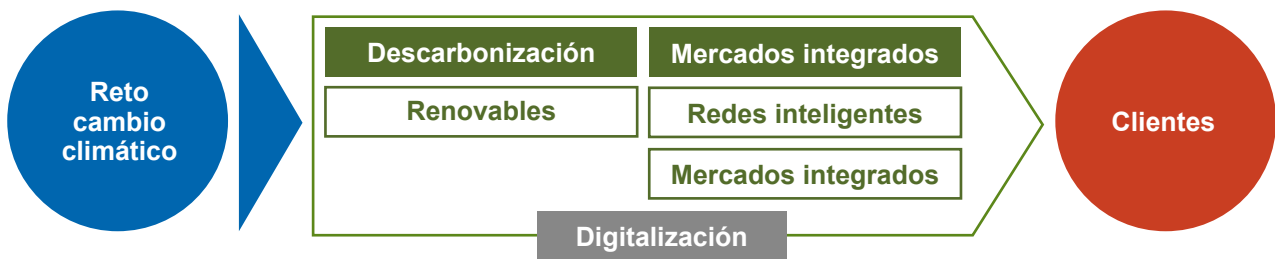 Reto
cambio
climático
Descarbonización
Renovables
Mercados integrados
Redes inteligentes
Mercados integrados
Digitalización
Clientes